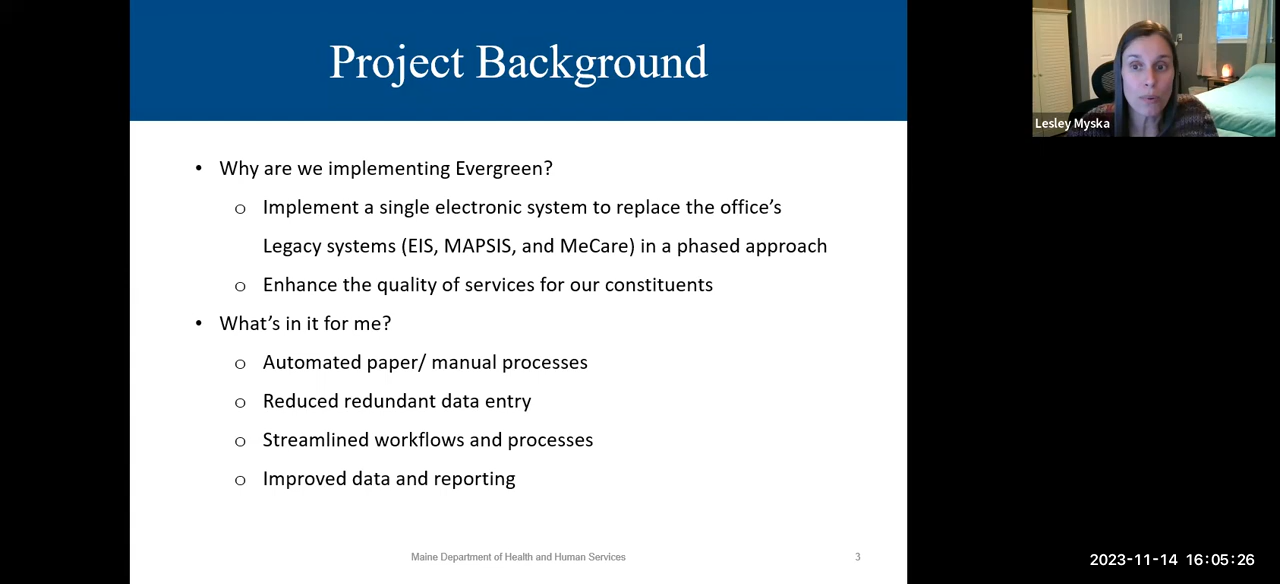 Project Background
• Why are we implementing Evergreen?
o Implement a single electronic system to replace the office’s
Legacy systems (EIS, MAPSIS, and MeCare) in a phased approach
o Enhance the quality of services for our constituents
• What’s in it for me?
o Automated paper/ manual processes
o Reduced redundant data entry
o Streamlined workflows and processes
o Improved data and reporting
Maine Department of Health and Human Services
3
Lesley Myska
2023-11-14 16:05:26